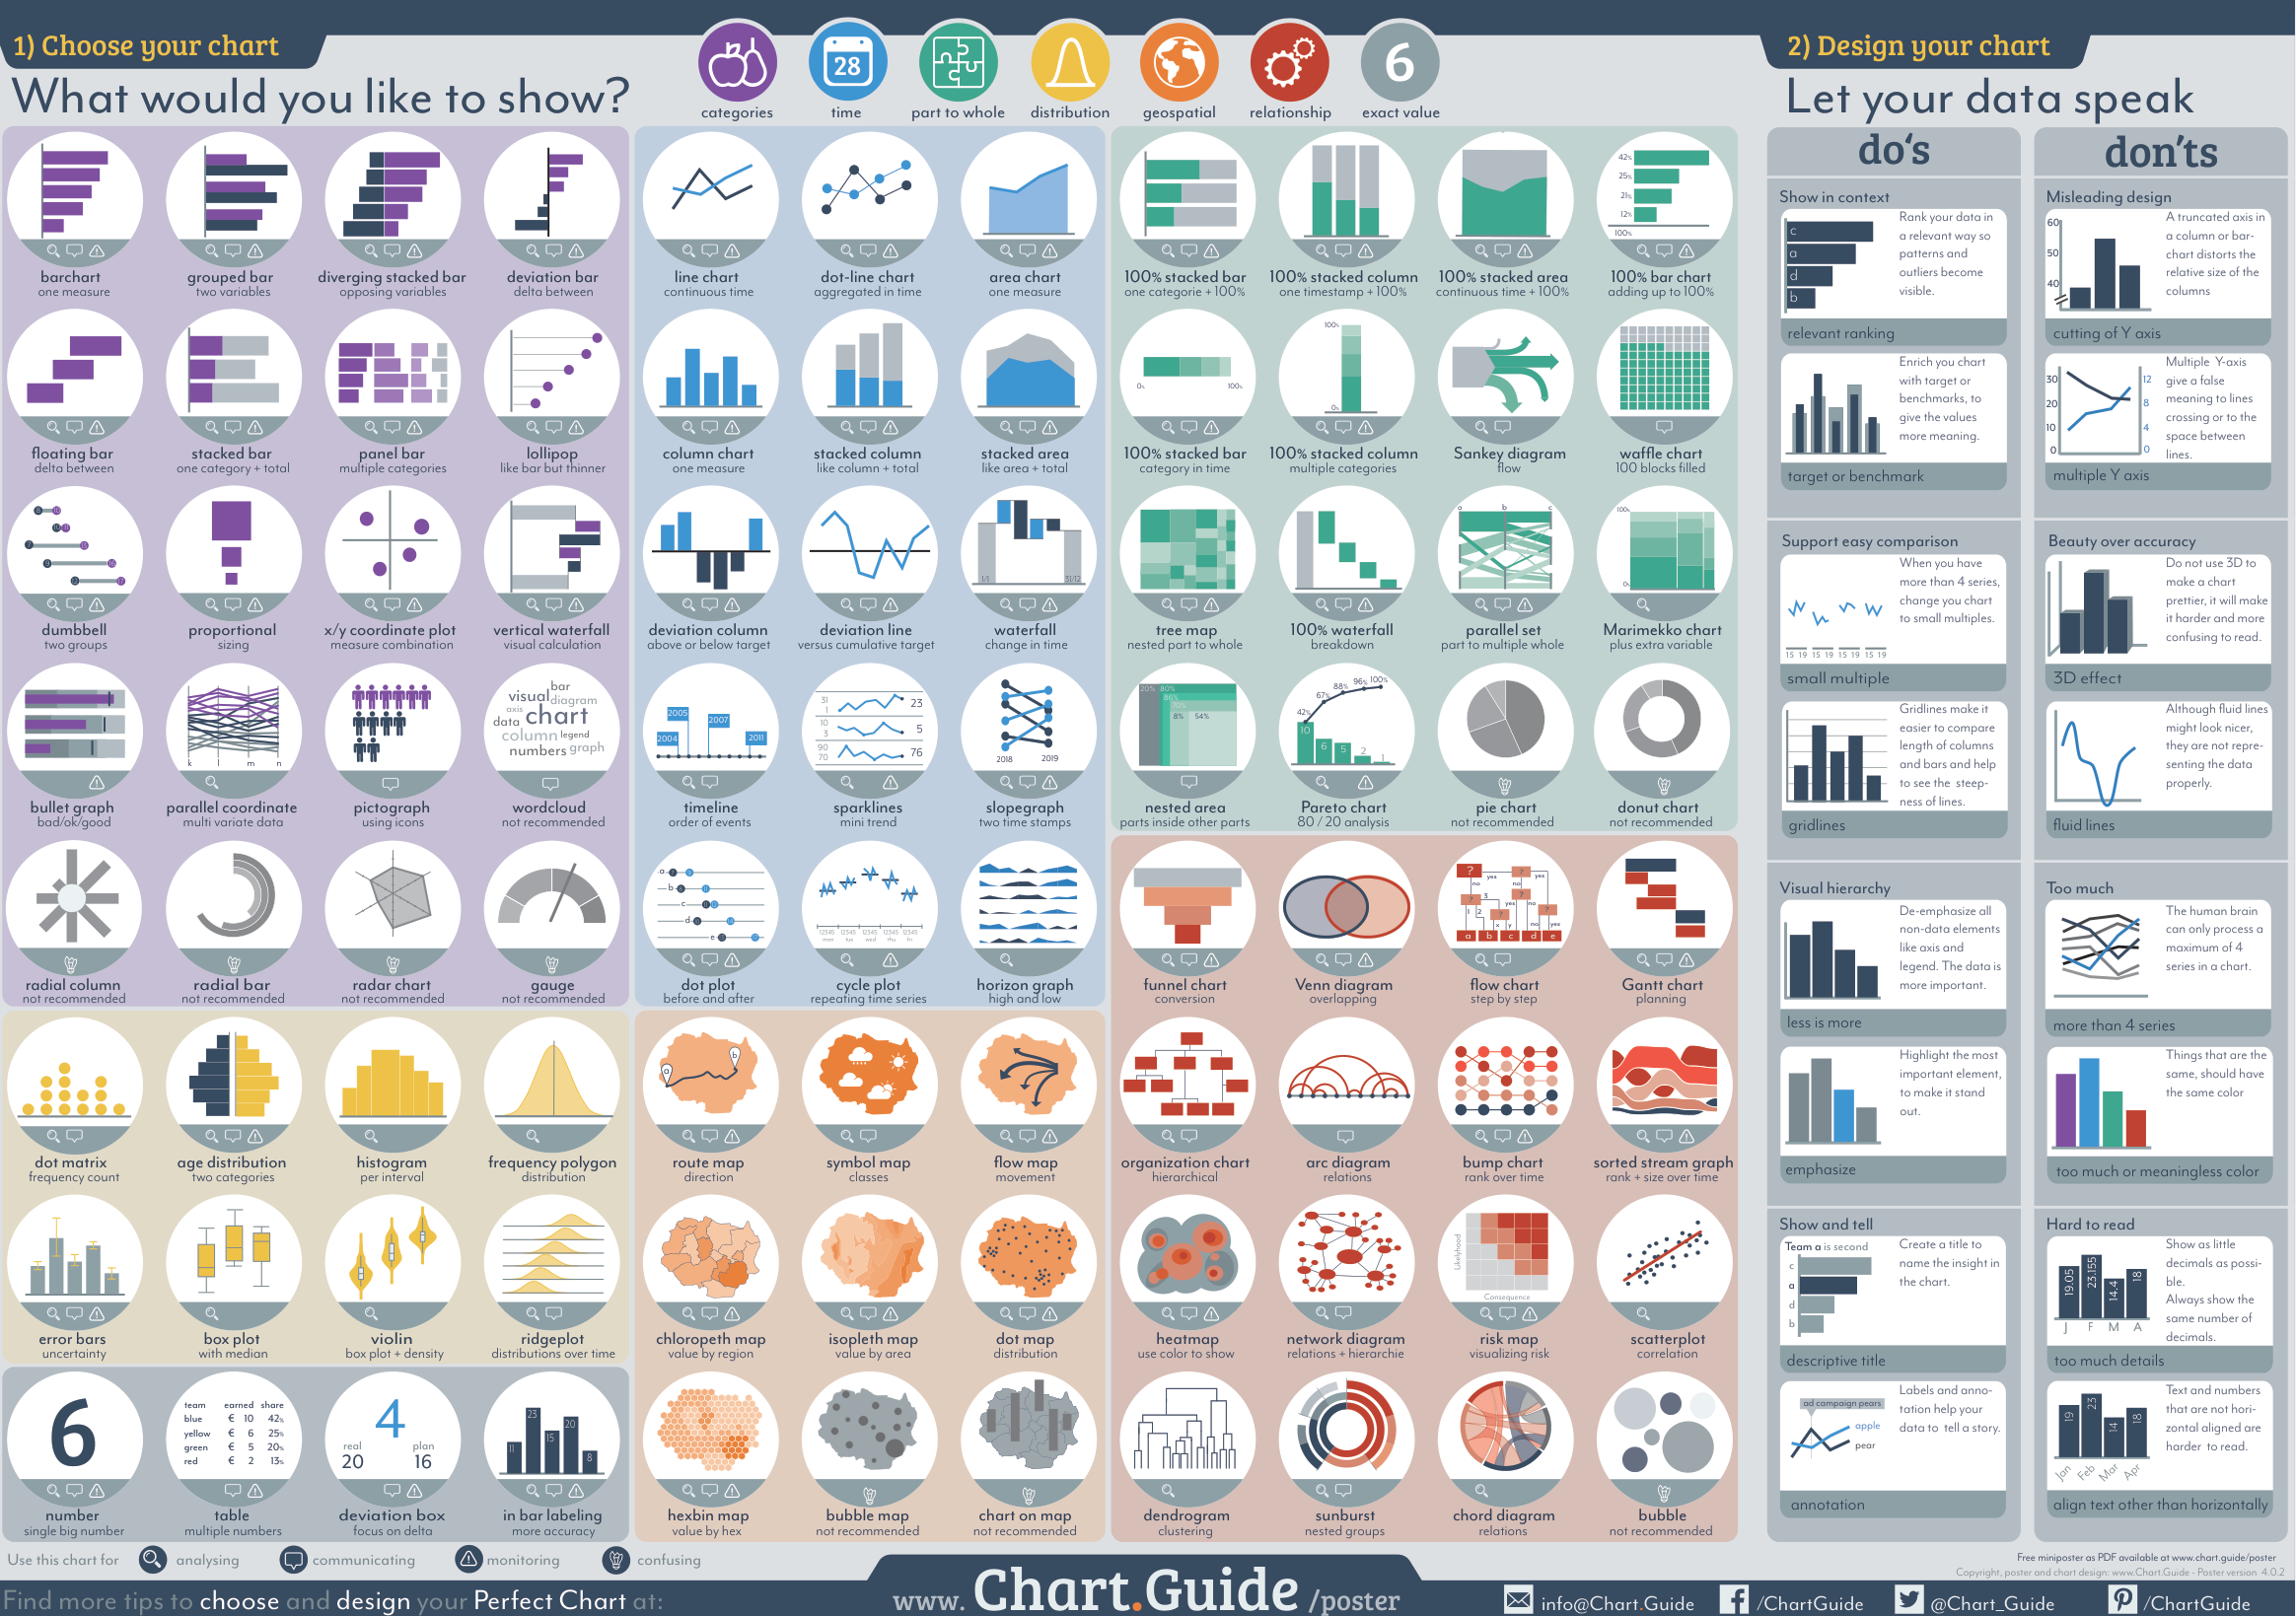 1) Choose your chart
What would you like to show?
28
6
categories
time
part to whole
distribution
geospatial
relationship
exact value
2) Design your chart
Let your data speak
barchart
one measure
grouped bar
two variables
diverging stacked bar
opposing variables
deviation bar
delta between
floating bar
delta between
stacked bar
one category + total
panel bar
multiple categories
lollipop
like bar but thinner
dumbbell
two groups
proportional
sizing
x/y coordinate plot
measure combination
vertical waterfall
visual calculation
k l m n
visual bar
diagram
axis
data chart
column legend
numbers graph
bullet graph
bad/ok/good
parallel coordinate
multi variate data
pictograph
using icons
wordcloud
not recommended
radial column
not recommended
radial bar
not recommended
radar chart
not recommended
gauge
not recommended
line chart
continuous time
dot-line chart
aggregated in time
area chart
one measure
column chart
one measure
stacked column
like column + total
stacked area
like area + total
1/1 31/12
deviation column
above or below target
deviation line
versus cumulative target
waterfall
change in time
2005
2007
2004
2011
31
1
23
10
3
5
90
70
76
2018 2019
timeline
order of events
sparklines
mini trend
slopegraph
two time stamps
a
b
c
d
e
12345 12345 12345 12345 12345
mon tue wed thu fri
dot plot
before and after
cycle plot
repeating time series
horizon graph
high and low
42%
25%
21%
12%
100%
100% stacked bar
one categorie + 100%
100% stacked column
one timestamp + 100%
100% stacked area
continuous time + 100%
100% bar chart
adding up to 100%
0% 100%
100%
0%
100% stacked bar
category in time
100% stacked column
multiple categories
Sankey diagram
flow
waffle chart
100 blocks filled
a b c
100%
0%
tree map
nested part to whole
100% waterfall
breakdown
parallel set
part to multiple whole
Marimekko chart
plus extra variable
20% 80%
86%
70%
8% 54%
42% 67% 88% 96% 100%
10 6 5 2 1
nested area
parts inside other parts
Pareto chart
80 / 20 analysis
pie chart
not recommended
donut chart
not recommended
? ? yes yes
no no
? 3 ?
yes no
1 2 ? ?
x y no yes
a b c d e
funnel chart
conversion
Venn diagram
overlapping
flow chart
step by step
Gantt chart
planning
organization chart
hierarchical
arc diagram
relations
bump chart
rank over time
sorted stream graph
rank + size over time
Likelyhood
Consequence
heatmap
use color to show
network diagram
relations + hierarchie
risk map
visualizing risk
scatterplot
correlation
dendrogram
clustering
sunburst
nested groups
chord diagram
relations
bubble
not recommended
dot matrix
frequency count
age distribution
two categories
histogram
per interval
frequency polygon
distribution
error bars
uncertainty
box plot
with median
violin
box plot + density
ridgeplot
distributions over time
a b
route map
direction
symbol map
classes
flow map
movement
chloropeth map
value by region
isopleth map
value by area
dot map
distribution
hexbin map
value by hex
bubble map
not recommended
chart on map
not recommended
6
team earned share
blue € 10 42%
yellow € 6 25%
green € 5 20%
red € 2 13%
4
real plan
20 16
11 23 15 20 8
number
single big number
table
multiple numbers
deviation box
focus on delta
in bar labeling
more accuracy
do's
Show in context
c
a
d
b
Rank your data in
a relevant way so
patterns and
outliers become
visible.
relevant ranking
Enrich you chart
with target or
benchmarks, to
give the values
more meaning.
target or benchmark
Support easy comparison
15 19 15 19 15 19 15 19
When you have
more than 4 series,
change you chart
to small multiples.
small multiple
Gridlines make it
easier to compare
length of columns
and bars and help
to see the steep-
ness of lines.
gridlines
Visual hierarchy
De-emphasize all
non-data elements
like axis and
legend. The data is
more important.
less is more
Highlight the most
important element,
to make it stand
out.
emphasize
Show and tell
Team a is second
c
a
d
b
Create a title to
name the insight in
the chart.
descriptive title
ad campaign pears
apple
pear
Labels and anno-
tation help your
data to tell a story.
annotation
don'ts
Misleading design
60
50
40
A truncated axis in
a column or bar-
chart distorts the
relative size of the
columns
cutting of Y axis
30 12
20 8
10 4
0 0
Multiple Y-axis
give a false
meaning to lines
crossing or to the
space between
lines.
multiple Y axis
Beauty over accuracy
Do not use 3D to
make a chart
prettier, it will make
it harder and more
confusing to read.
3D effect
Although fluid lines
might look nicer,
they are not repre-
senting the data
properly.
fluid lines
Too much
The human brain
can only process a
maximum of 4
series in a chart.
more than 4 series
Things that are the
same, should have
the same color
too much or meaningless color
Hard to read
19.05 23.155 14.4 18
J F M A
Show as little
decimals as possi-
ble.
Always show the
same number of
decimals.
too much details
19 23 14 18
Jan Feb Mar Apr
Text and numbers
that are not hori-
zontal aligned are
harder to read.
align text other than horizontally
Use this chart for analysing communicating monitoring confusing
Free miniposter as PDF available at www.chart.guide/poster
Copyright, poster and chart design: www.Chart.Guide - Poster version 4.0.2
Find more tips to choose and design your Perfect Chart at:
www. Chart.Guide /poster
info@Chart.Guide
/ChartGuide
@Chart_Guide
/ChartGuide